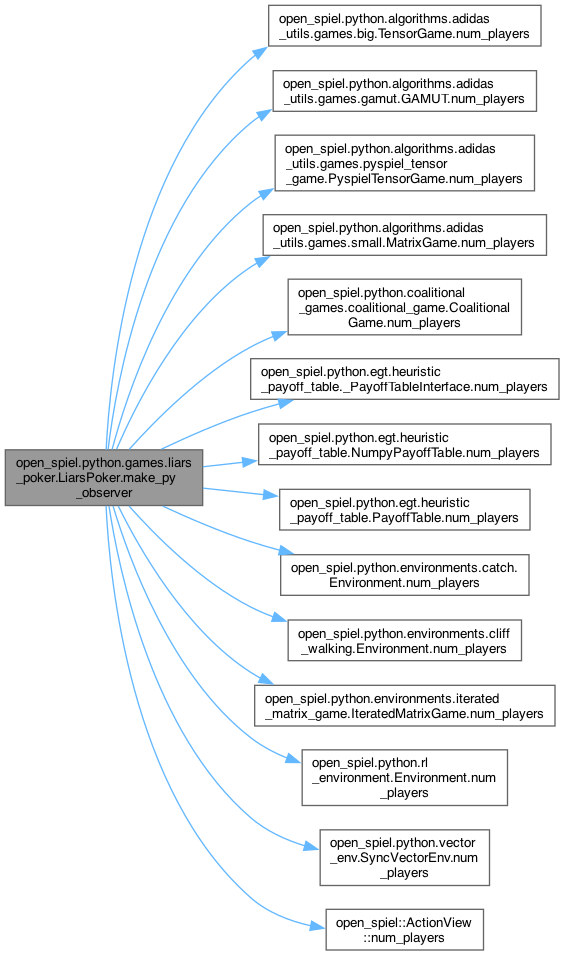 open_spiel.python.algorithms.adidas
_utils.games.big.TensorGame.num_players
open_spiel.python.algorithms.adidas
_utils.games.gamut.GAMUT.num_players
open_spiel.python.algorithms.adidas
_utils.games.pyspiel_tensor
_game.PyspielTensorGame.num_players
open_spiel.python.algorithms.adidas
_utils.games.small.MatrixGame.num_players
open_spiel.python.coalitional
_games.coalitional_game.Coalitional
Game.num_players
open_spiel.python.egt.heuristic
_payoff_table._PayoffTableInterface.num_players
open_spiel.python.egt.heuristic
_payoff_table.NumpyPayoffTable.num_players
open_spiel.python.games.liars
_poker.LiarsPoker.make_py
_observer
open_spiel.python.egt.heuristic
_payoff_table.PayoffTable.num_players
open_spiel.python.environments.catch.
Environment.num_players
open_spiel.python.environments.cliff
_walking.Environment.num_players
open_spiel.python.environments.iterated
_matrix_game.IteratedMatrixGame.num_players
open_spiel.python.rl
_environment.Environment.num
_players
open_spiel.python.vector
_env.SyncVectorEnv.num
_players
open_spiel::ActionView
::num_players